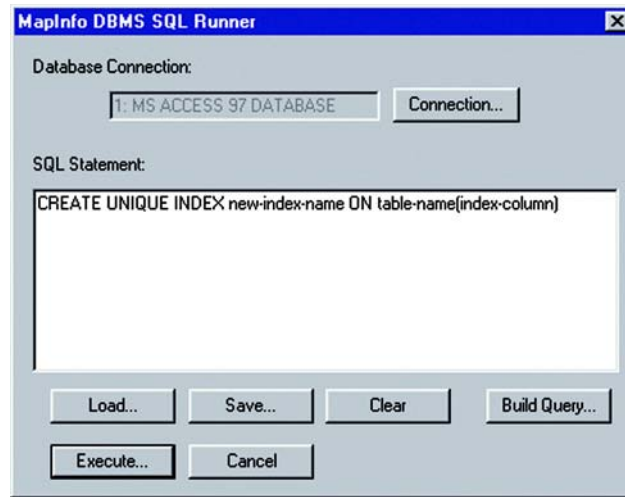 MapInfo DBMS SQL Runner
Database Connection:
1: MS ACCESS 97 DATABASE
Connection...
SQL Statement:
CREATE UNIQUE INDEX new-index-name ON table-name(index-column)
Load...
Save...
Clear
Build Query...
Execute...
Cancel